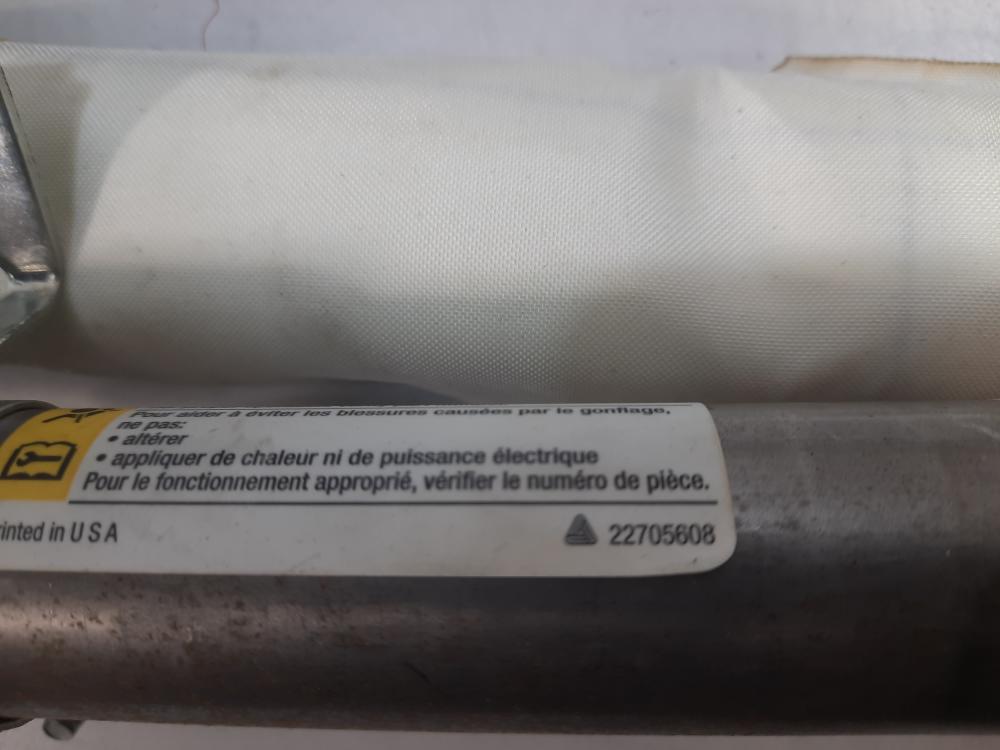 Pour aider à éviter les blessures causées par le gonflage,
ne pas:
• altérer
• appliquer de chaleur ni de puissance électrique
Pour le fonctionnement approprié, vérifier le numéro de pièce.
rinted in U S A
22705608